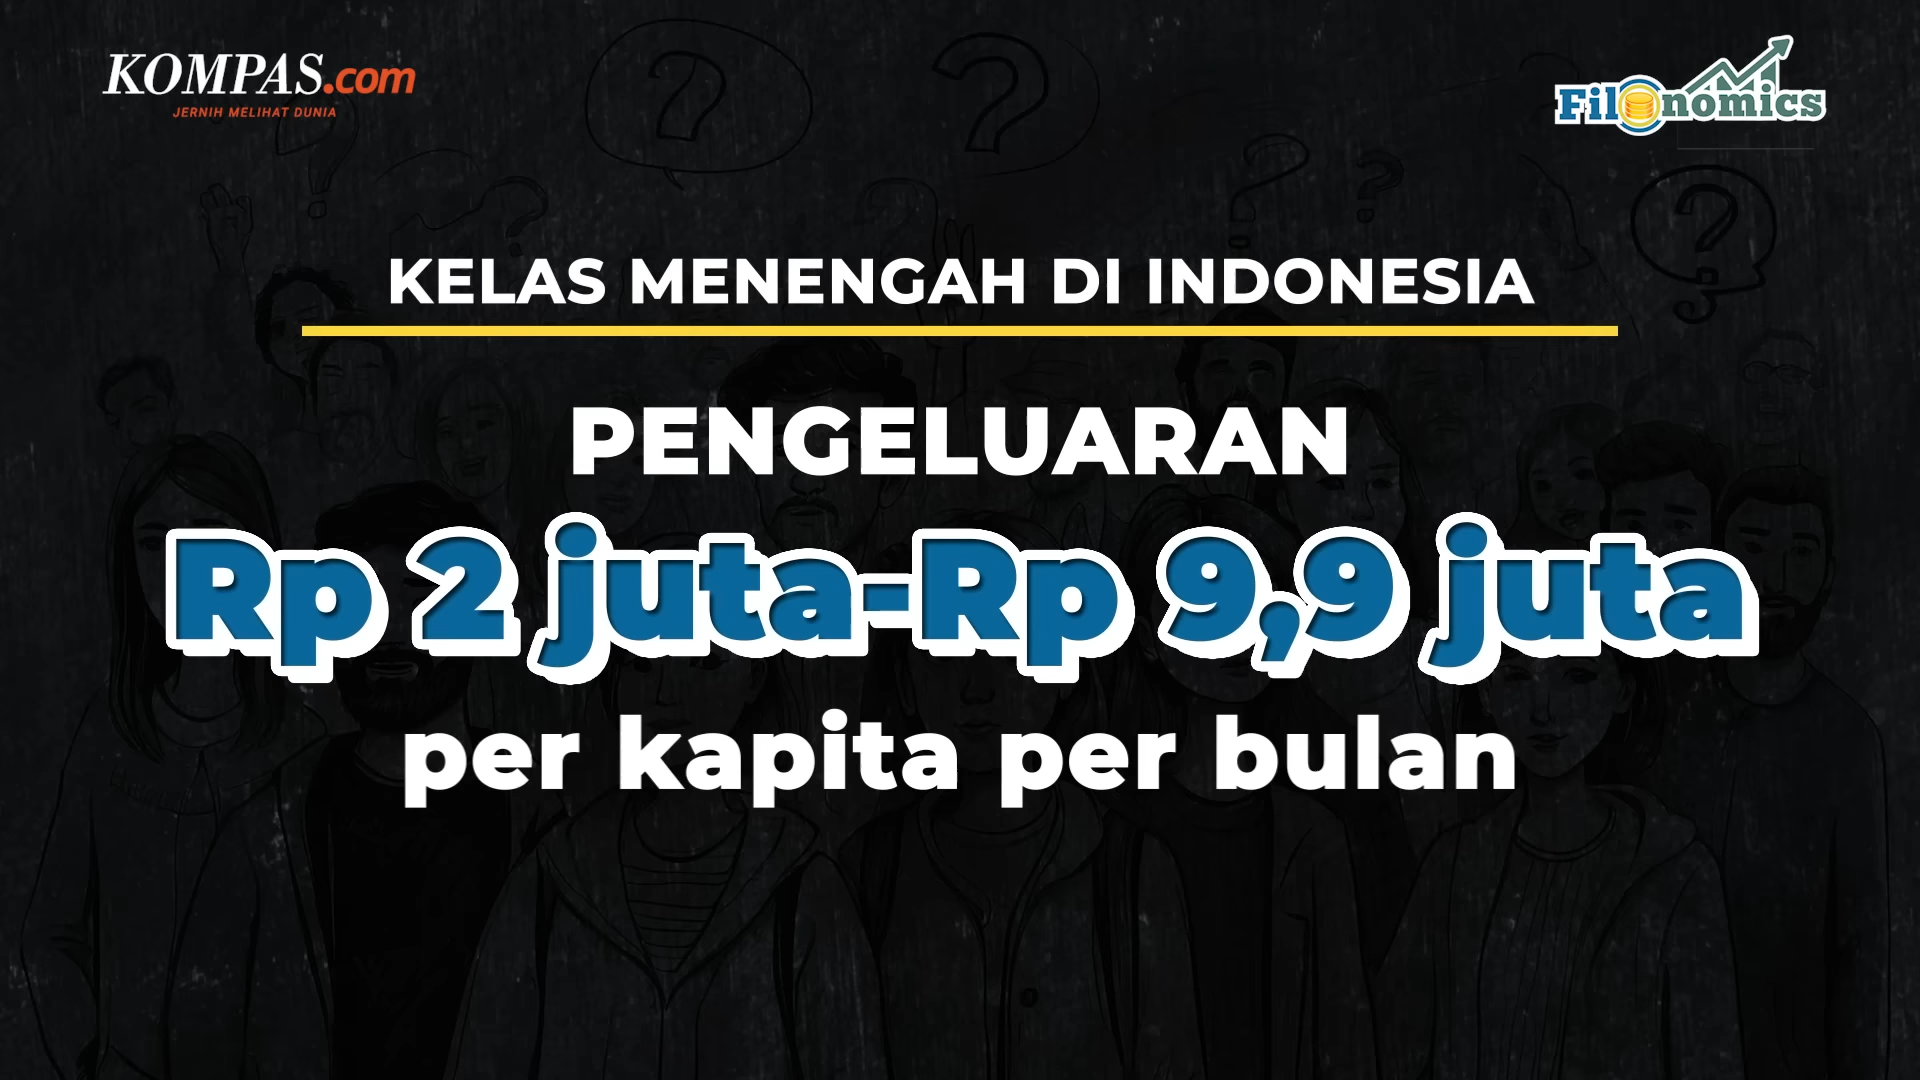 KOMPAS.com
JERNIH MELIHAT DUNIA
Filonomics
KELAS MENENGAH DI INDONESIA
PENGELUARAN
Rp 2 juta-Rp 9,9 juta
per kapita per bulan